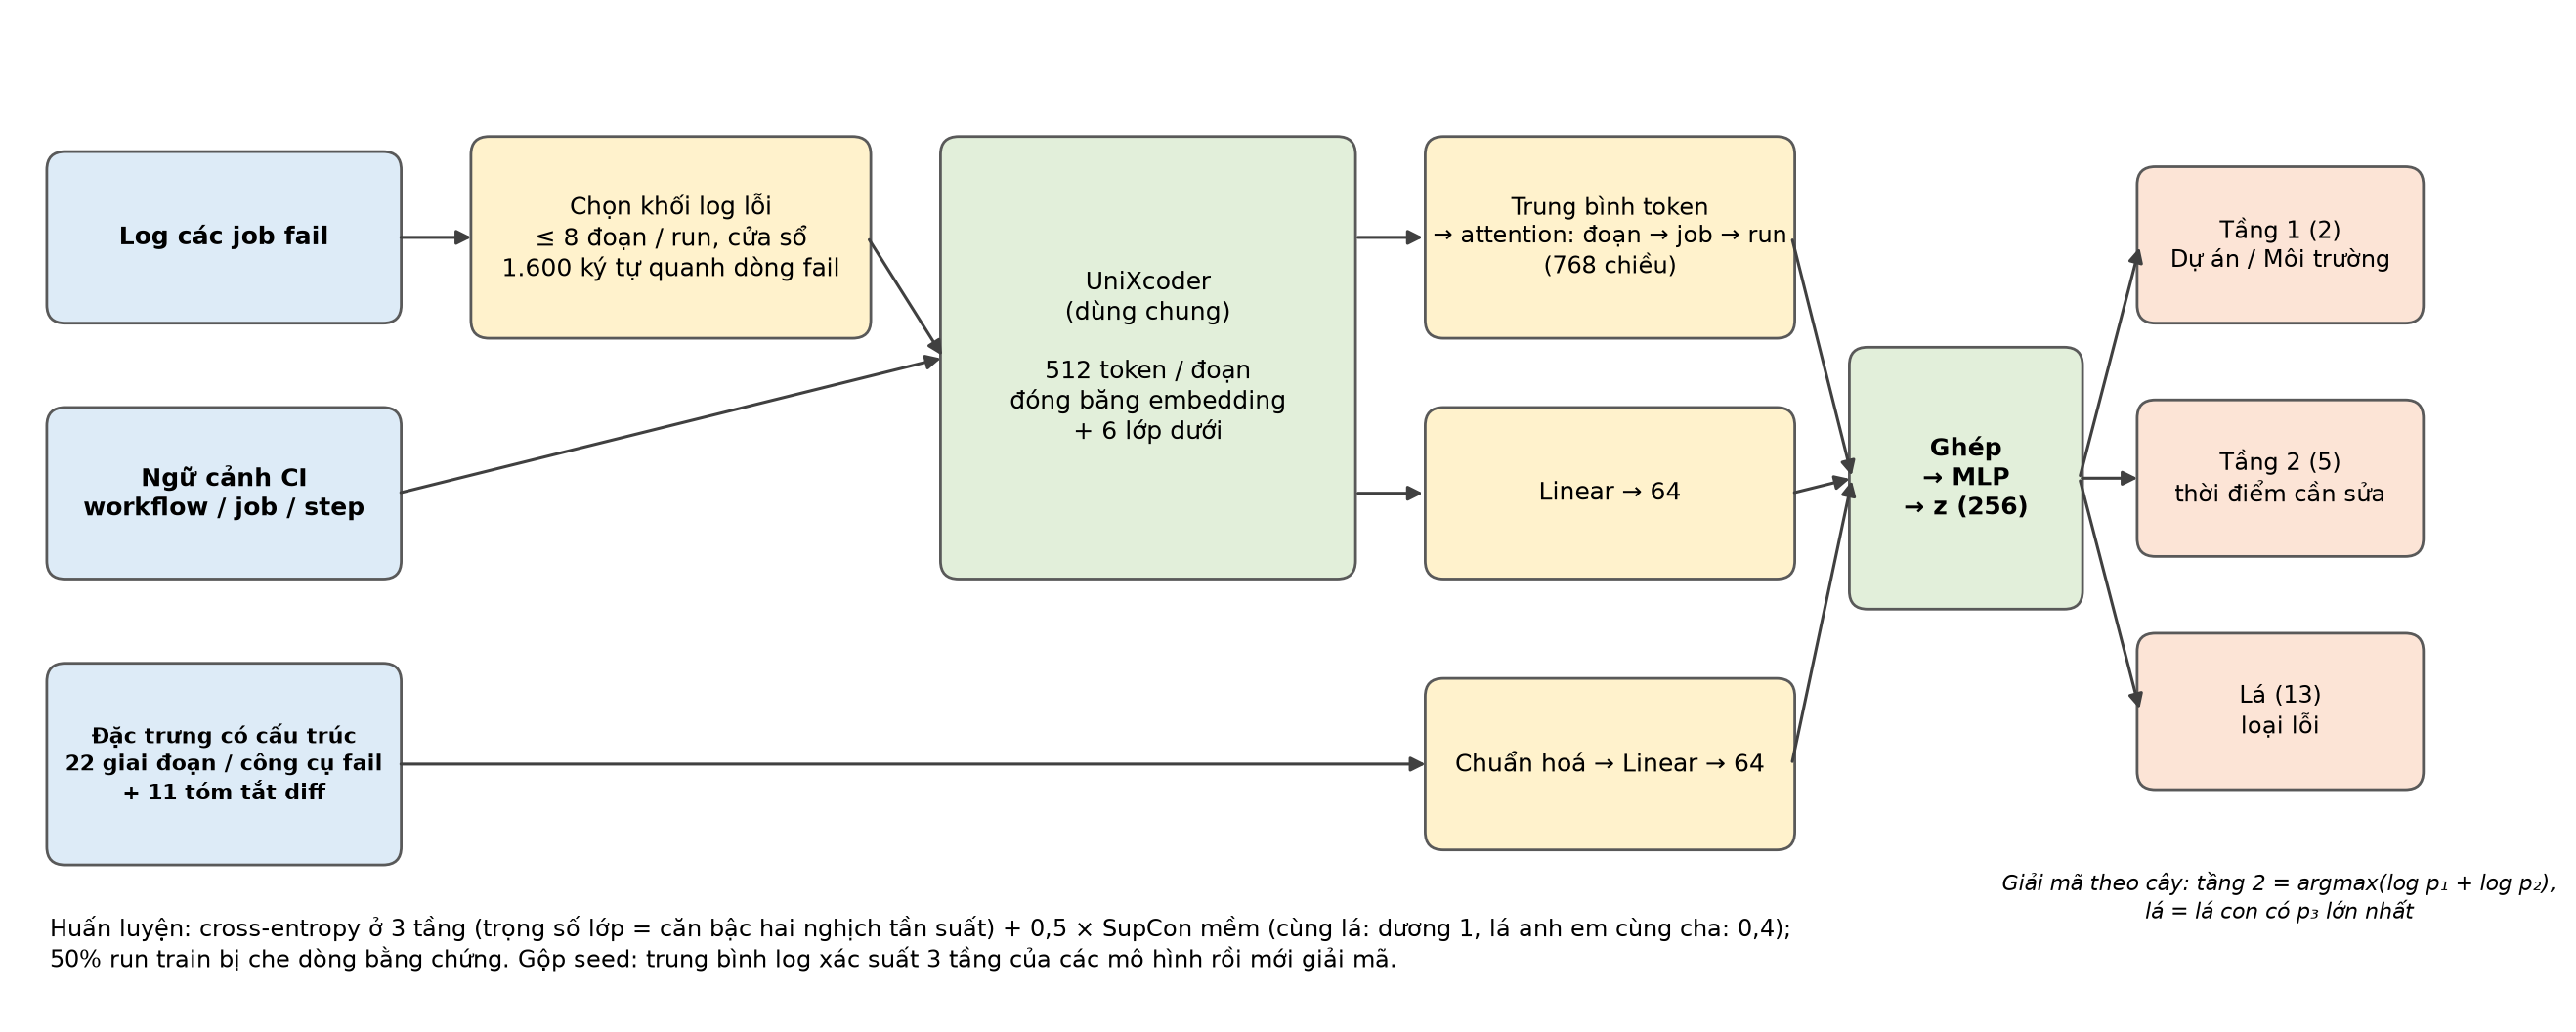 Log các job fail
Chọn khối log lỗi
≤ 8 đoạn / run, cửa sổ
1.600 ký tự quanh dòng fail
Ngữ cảnh CI
workflow / job / step
Đặc trưng có cấu trúc
22 giai đoạn / công cụ fail
+ 11 tóm tắt diff
UniXcoder
(dùng chung)
512 token / đoạn
đóng băng embedding
+ 6 lớp dưới
Trung bình token
→ attention: đoạn → job → run
(768 chiều)
Linear → 64
Chuẩn hoá → Linear → 64
Ghép
→ MLP
→ z (256)
Tầng 1 (2)
Dự án / Môi trường
Tầng 2 (5)
thời điểm cần sửa
Lá (13)
loại lỗi
Giải mã theo cây: tầng 2 = argmax(log p₁ + log p₂),
lá = lá con có p₃ lớn nhất
Huấn luyện: cross-entropy ở 3 tầng (trọng số lớp = căn bậc hai nghịch tần suất) + 0,5 × SupCon mềm (cùng lá: dương 1, lá anh em cùng cha: 0,4);
50% run train bị che dòng bằng chứng. Gộp seed: trung bình log xác suất 3 tầng của các mô hình rồi mới giải mã.